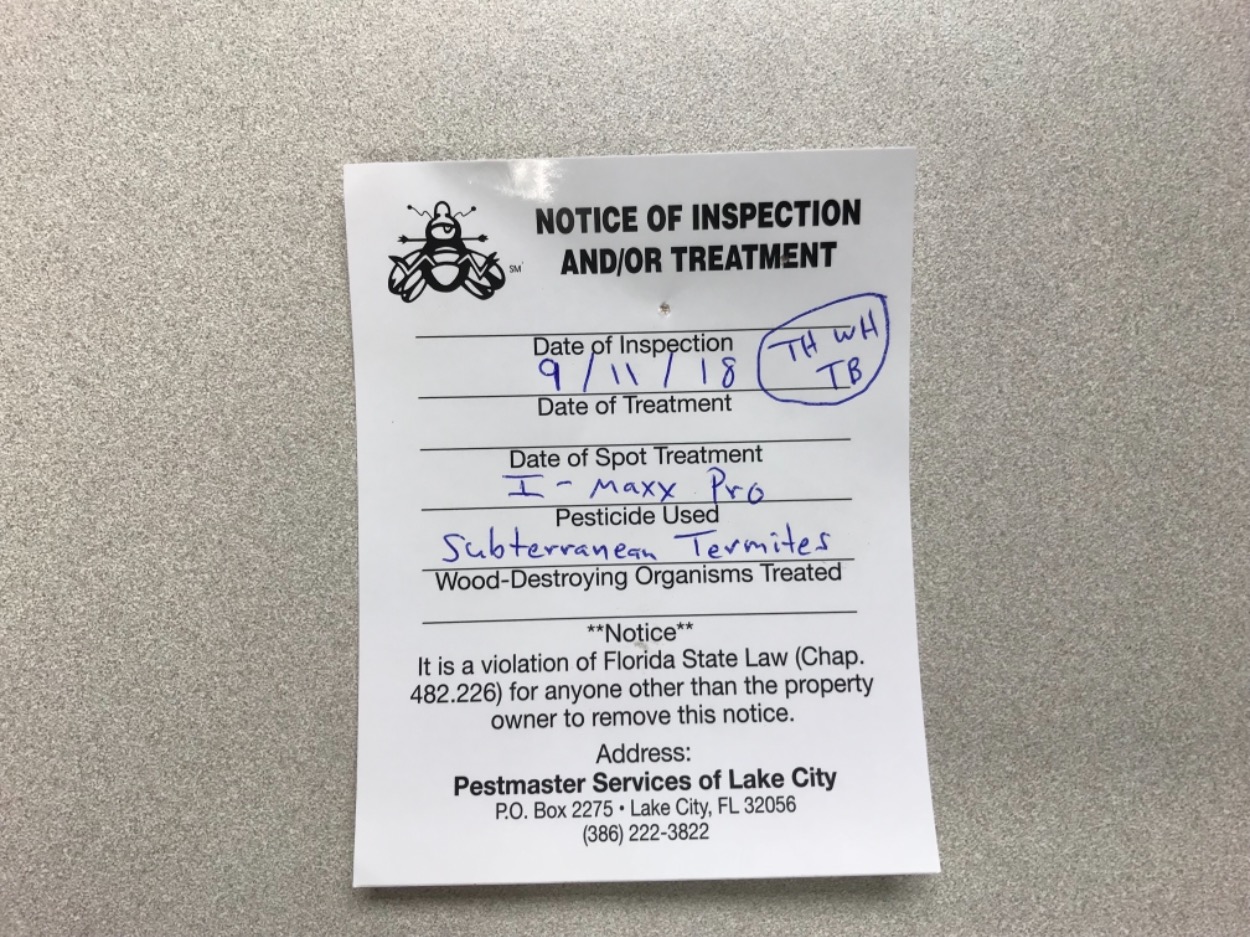 NOTICE OF INSPECTION
AND/OR TREATMENT
SM
Date of Inspection
9/11/18
TH WH
TB
Date of Treatment
Date of Spot Treatment
I-Maxx Pro
Pesticide Used
Subterranean Termites
Wood-Destroying Organisms Treated
**Notice**
It is a violation of Florida State Law (Chap.
482.226) for anyone other than the property
owner to remove this notice.
Address:
Pestmaster Services of Lake City
P.O. Box 2275 • Lake City, FL 32056
(386) 222-3822